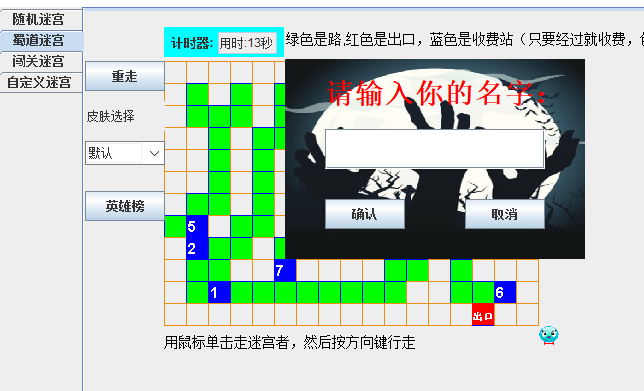 随机迷宫
蜀道迷宫
闯关迷宫
自定义迷宫
计时器: 用时:13秒
绿色是路,红色是出口，蓝色是收费站（只要经过就收费，
重走
皮肤选择
默认
英雄榜
请输入你的名字:
确认
取消
5
2
7
1
6
出口
用鼠标单击走迷宫者，然后按方向键行走